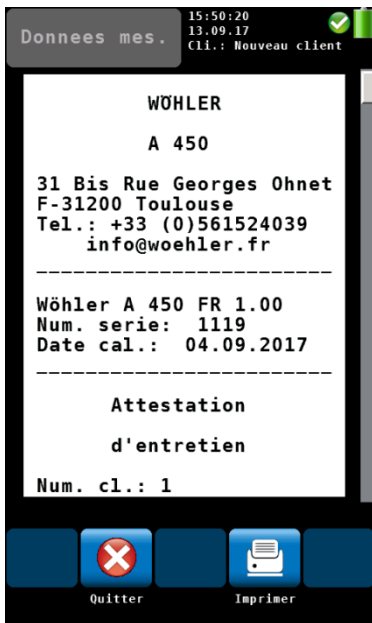 Donnees mes.
15:50:20
13.09.17
Cli.: Nouveau client
WÖHLER
A 450
31 Bis Rue Georges Ohnet
F-31200 Toulouse
Tel.: +33 (0)561524039
info@woehler.fr
Wöhler A 450 FR 1.00
Num. serie: 1119
Date cal.: 04.09.2017
Attestation
d'entretien
Num. cl.: 1
Quitter
Imprimer